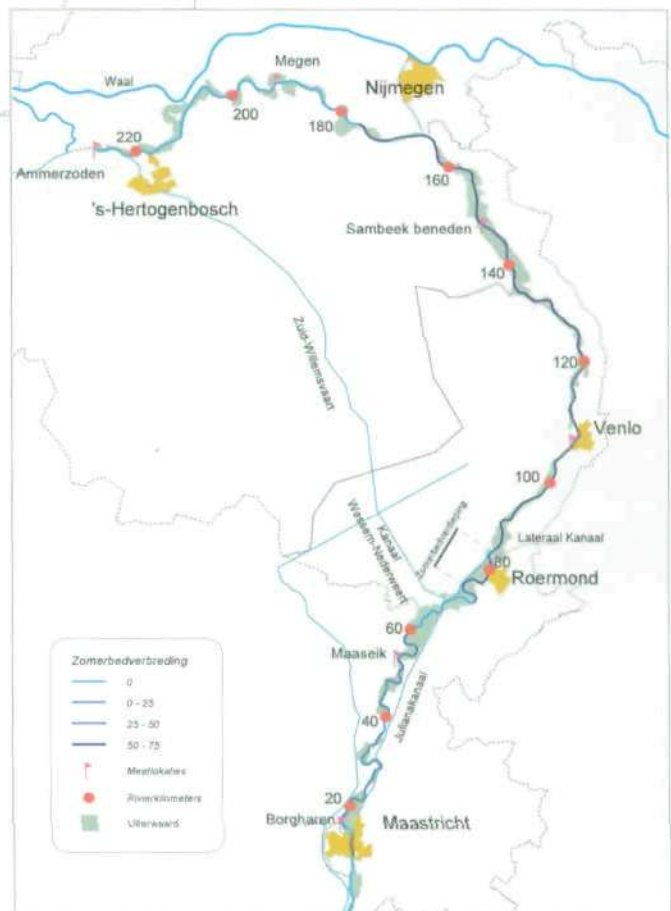 Waal
Megen
Nijmegen
200
180
220
Ammerzoden
's-Hertogenbosch
160
Sambeek beneden
140
Zuid-Willemsvaart
120
Venlo
100
Zomerbedverdieping
Lateraal Kanaal
Kanaal
Wessem-Nederweert
80
Roermond
60
Maaseik
Julianakanaal
40
20
Borgharen
Maastricht
Zomerbedverbreding
0
0 - 25
25 - 50
50 - 75
Meetlokaties
Rivierkilometers
Uiterwaard